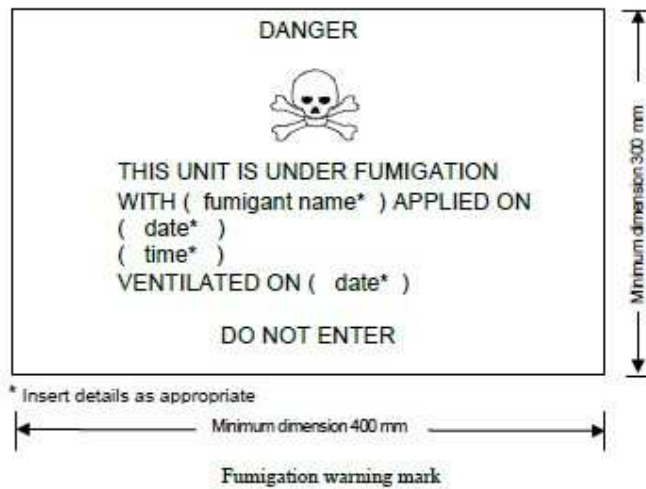 DANGER
THIS UNIT IS UNDER FUMIGATION
WITH ( fumigant name* ) APPLIED ON
( date* )
( time* )
VENTILATED ON ( date* )
DO NOT ENTER
Minimum dimension 300 mm
* Insert details as appropriate
Minimum dimension 400 mm
Fumigation warning mark